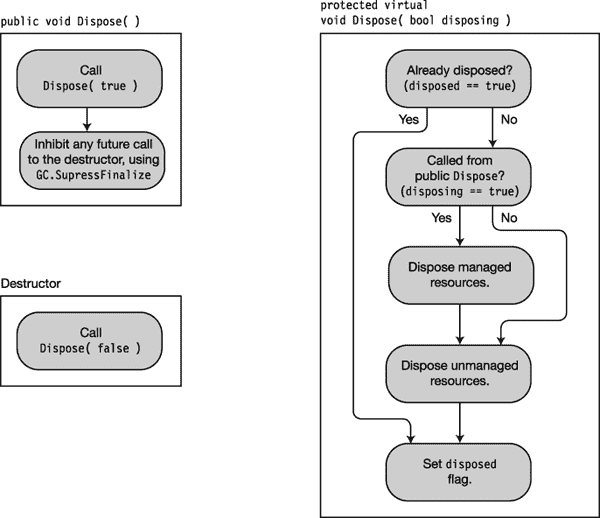 public void Dispose( )
Call
Dispose( true )
Inhibit any future call
to the destructor, using
GC.SupressFinalize
Destructor
Call
Dispose( false )
protected virtual
void Dispose( bool disposing )
Already disposed?
(disposed == true)
Yes
No
Called from
public Dispose?
(disposing == true)
Yes
No
Dispose managed
resources.
Dispose unmanaged
resources.
Set disposed
flag.